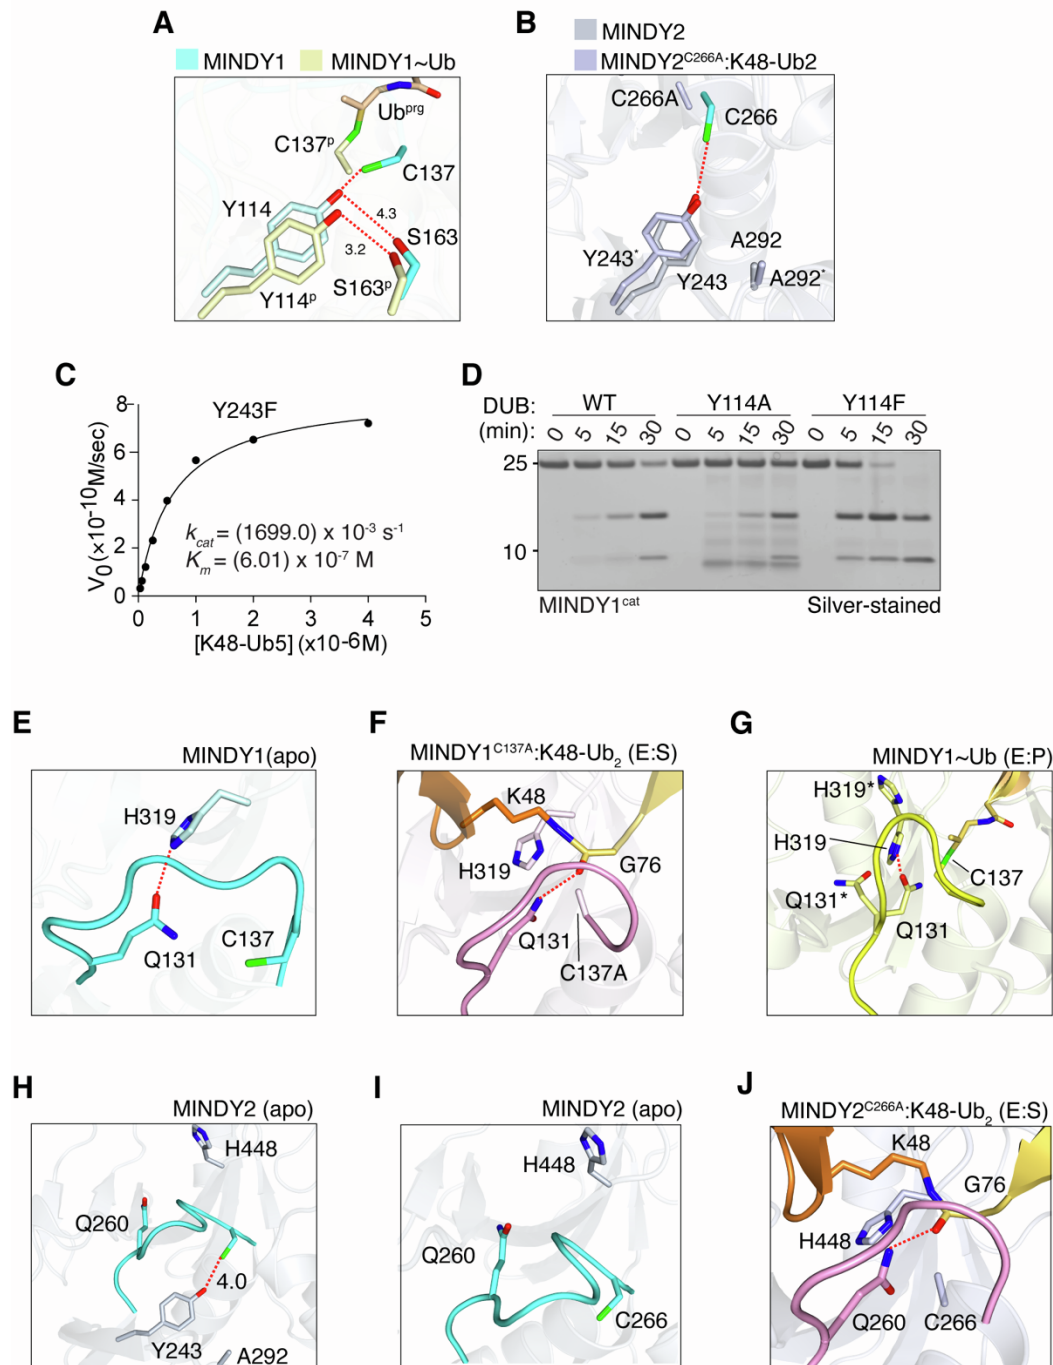 A
MINDY1 MINDY1~Ub
Ub^prg
C137^p
C137
Y114
4.3
S163
3.2
Y114^p
S163^p
B
MINDY2
MINDY2^C266A:K48-Ub2
C266A
C266
A292
Y243*
Y243
A292*
C
Y243F
V0 (×10^-10 M/sec)
8
6
4
2
0
k_cat = (1699.0) x 10^-3 s^-1
K_m = (6.01) x 10^-7 M
0 1 2 3 4 5
[K48-Ub5] (x10^-6M)
D
DUB: WT Y114A Y114F
(min): 0 5 15 30 0 5 15 30 0 5 15 30
25
10
MINDY1^cat Silver-stained
E
MINDY1(apo)
H319
Q131
C137
F
MINDY1^C137A:K48-Ub_2 (E:S)
K48
H319
G76
Q131
C137A
G
MINDY1~Ub (E:P)
H319*
H319
C137
Q131*
Q131
H
MINDY2 (apo)
H448
Q260
4.0
Y243
A292
I
MINDY2 (apo)
H448
Q260
C266
J
MINDY2^C266A:K48-Ub_2 (E:S)
K48
G76
H448
Q260
C266